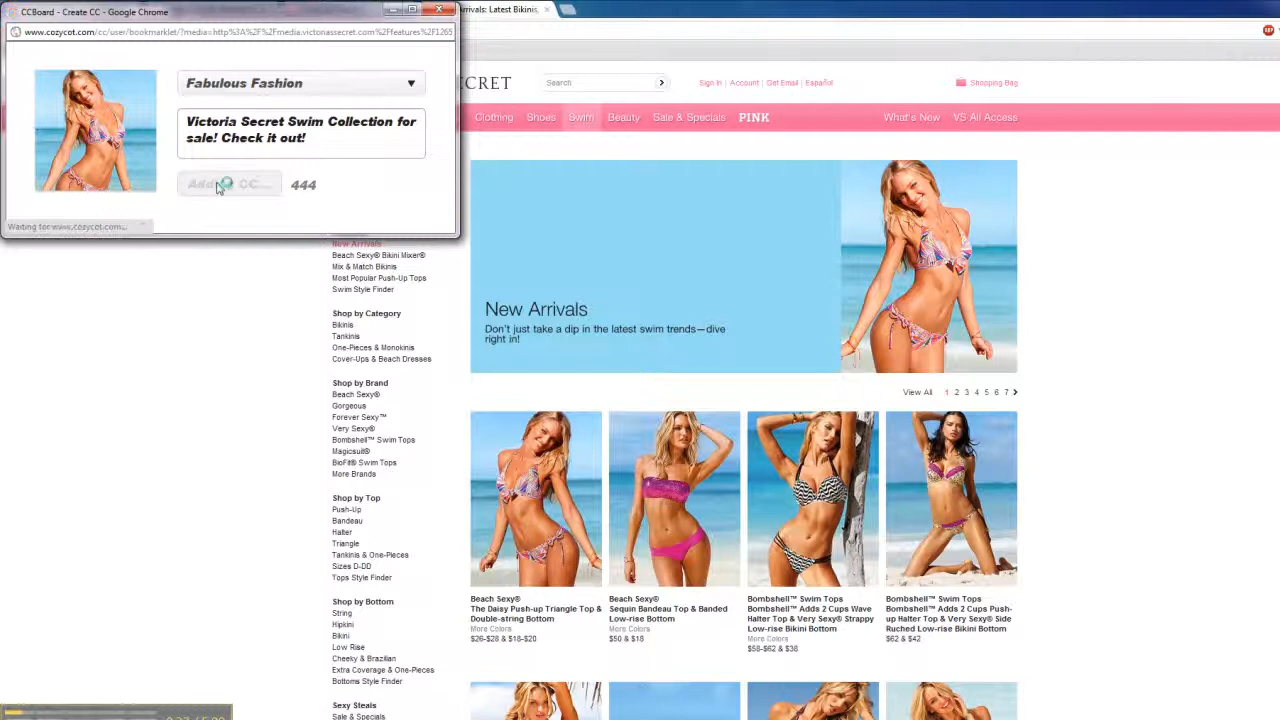 CCBoard - Create CC - Google Chrome
www.cozycot.com/cc/user/bookmarklet/?media=http%3A%2F%2Fmedia.victoriassecret.com%2Ffeatures%2F1265
Fabulous Fashion
Victoria Secret Swim Collection for
sale! Check it out!
444
Waiting for www.cozycot.com...
Arrivals: Latest Bikinis,
ECRET
Search
Sign In | Account | Get Email | Español
Shopping Bag
Clothing Shoes Swim Beauty Sale & Specials PINK What's New VS All Access
New Arrivals
Don't just take a dip in the latest swim trends—dive
right in!
New Arrivals
Beach Sexy® Bikini Mixer®
Mix & Match Bikinis
Most Popular Push-Up Tops
Swim Style Finder
Shop by Category
Bikinis
Tankinis
One-Pieces & Monokinis
Cover-Ups & Beach Dresses
Shop by Brand
Beach Sexy®
Gorgeous
Forever Sexy™
Very Sexy®
Bombshell™ Swim Tops
Magicsuit®
BioFit® Swim Tops
More Brands
Shop by Top
Push-Up
Bandeau
Halter
Triangle
Tankinis & One-Pieces
Sizes D-DD
Tops Style Finder
Shop by Bottom
String
Hipkini
Bikini
Low Rise
Cheeky & Brazilian
Extra Coverage & One-Pieces
Bottoms Style Finder
Sexy Steals
Sale & Specials
View All 1 2 3 4 5 6 7
Beach Sexy®
The Daisy Push-up Triangle Top &
Double-string Bottom
More Colors
$26-$28 & $18-$20
Beach Sexy®
Sequin Bandeau Top & Banded
Low-rise Bottom
More Colors
$50 & $18
Bombshell™ Swim Tops
Bombshell™ Adds 2 Cups Wave
Halter Top & Very Sexy® Strappy
Low-rise Bikini Bottom
More Colors
$58-$62 & $38
Bombshell™ Swim Tops
Bombshell™ Adds 2 Cups Push-
up Halter Top & Very Sexy® Side
Ruched Low-rise Bikini Bottom
$62 & $42